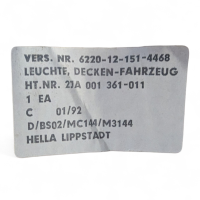 VERS. NR. 6220-12-151-4468
LEUCHTE, DECKEN-FAHRZEUG
HT.NR. 2JA 001 361-011
1 EA
C 01/92
D/BS02/MC144/M3144
HELLA LIPPSTADT